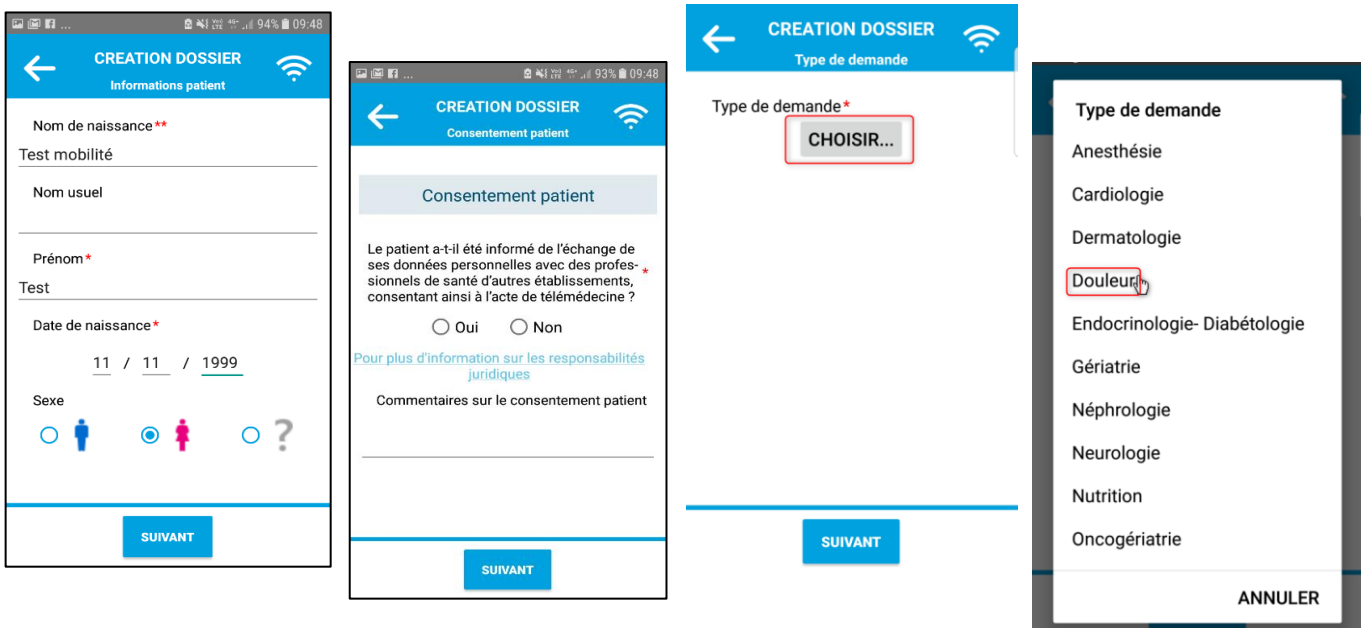 ... VoLTE 4G+ 94% 09:48
CREATION DOSSIER
Informations patient
Nom de naissance**
Test mobilité
Nom usuel
Prénom*
Test
Date de naissance*
11 / 11 / 1999
Sexe
?
SUIVANT
... VoLTE 4G+ 93% 09:48
CREATION DOSSIER
Consentement patient
Consentement patient
Le patient a-t-il été informé de l'échange de
ses données personnelles avec des profes-
sionnels de santé d'autres établissements, *
consentant ainsi à l'acte de télémédecine ?
Oui Non
Pour plus d'information sur les responsabilités
juridiques
Commentaires sur le consentement patient
SUIVANT
CREATION DOSSIER
Type de demande
Type de demande*
CHOISIR...
SUIVANT
Type de demande
Anesthésie
Cardiologie
Dermatologie
Douleur
Endocrinologie- Diabétologie
Gériatrie
Néphrologie
Neurologie
Nutrition
Oncogériatrie
ANNULER